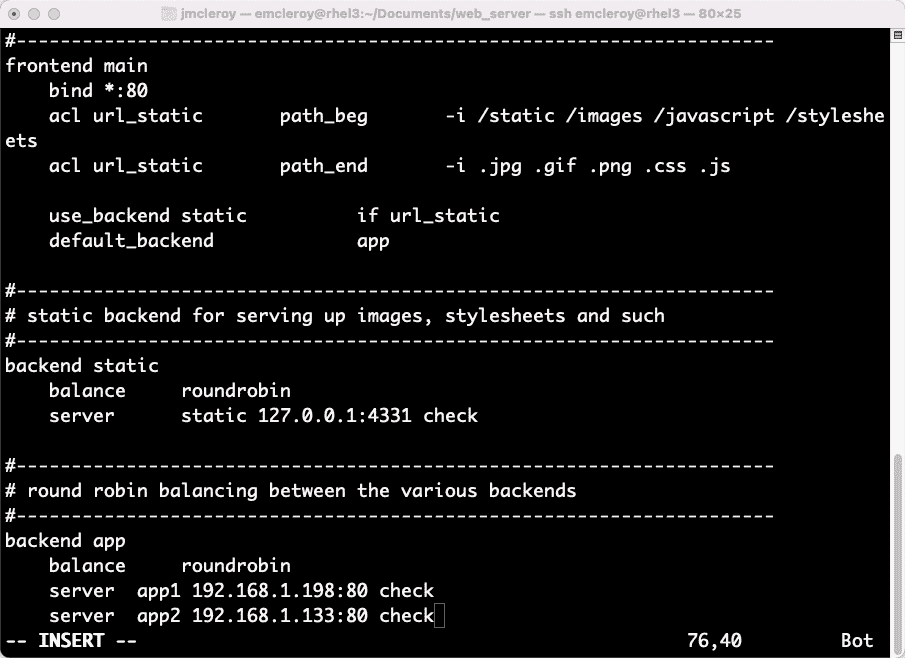 jmcleroy — emcleroy@rhel3:~/Documents/web_server — ssh emcleroy@rhel3 — 80×25
#---------------------------------------------------------------------
frontend main
    bind *:80
    acl url_static       path_beg       -i /static /images /javascript /styleshe
ets
    acl url_static       path_end       -i .jpg .gif .png .css .js

    use_backend static          if url_static
    default_backend             app

#---------------------------------------------------------------------
# static backend for serving up images, stylesheets and such
#---------------------------------------------------------------------
backend static
    balance     roundrobin
    server      static 127.0.0.1:4331 check

#---------------------------------------------------------------------
# round robin balancing between the various backends
#---------------------------------------------------------------------
backend app
    balance     roundrobin
    server  app1 192.168.1.198:80 check
    server  app2 192.168.1.133:80 check
-- INSERT --                                                  76,40         Bot